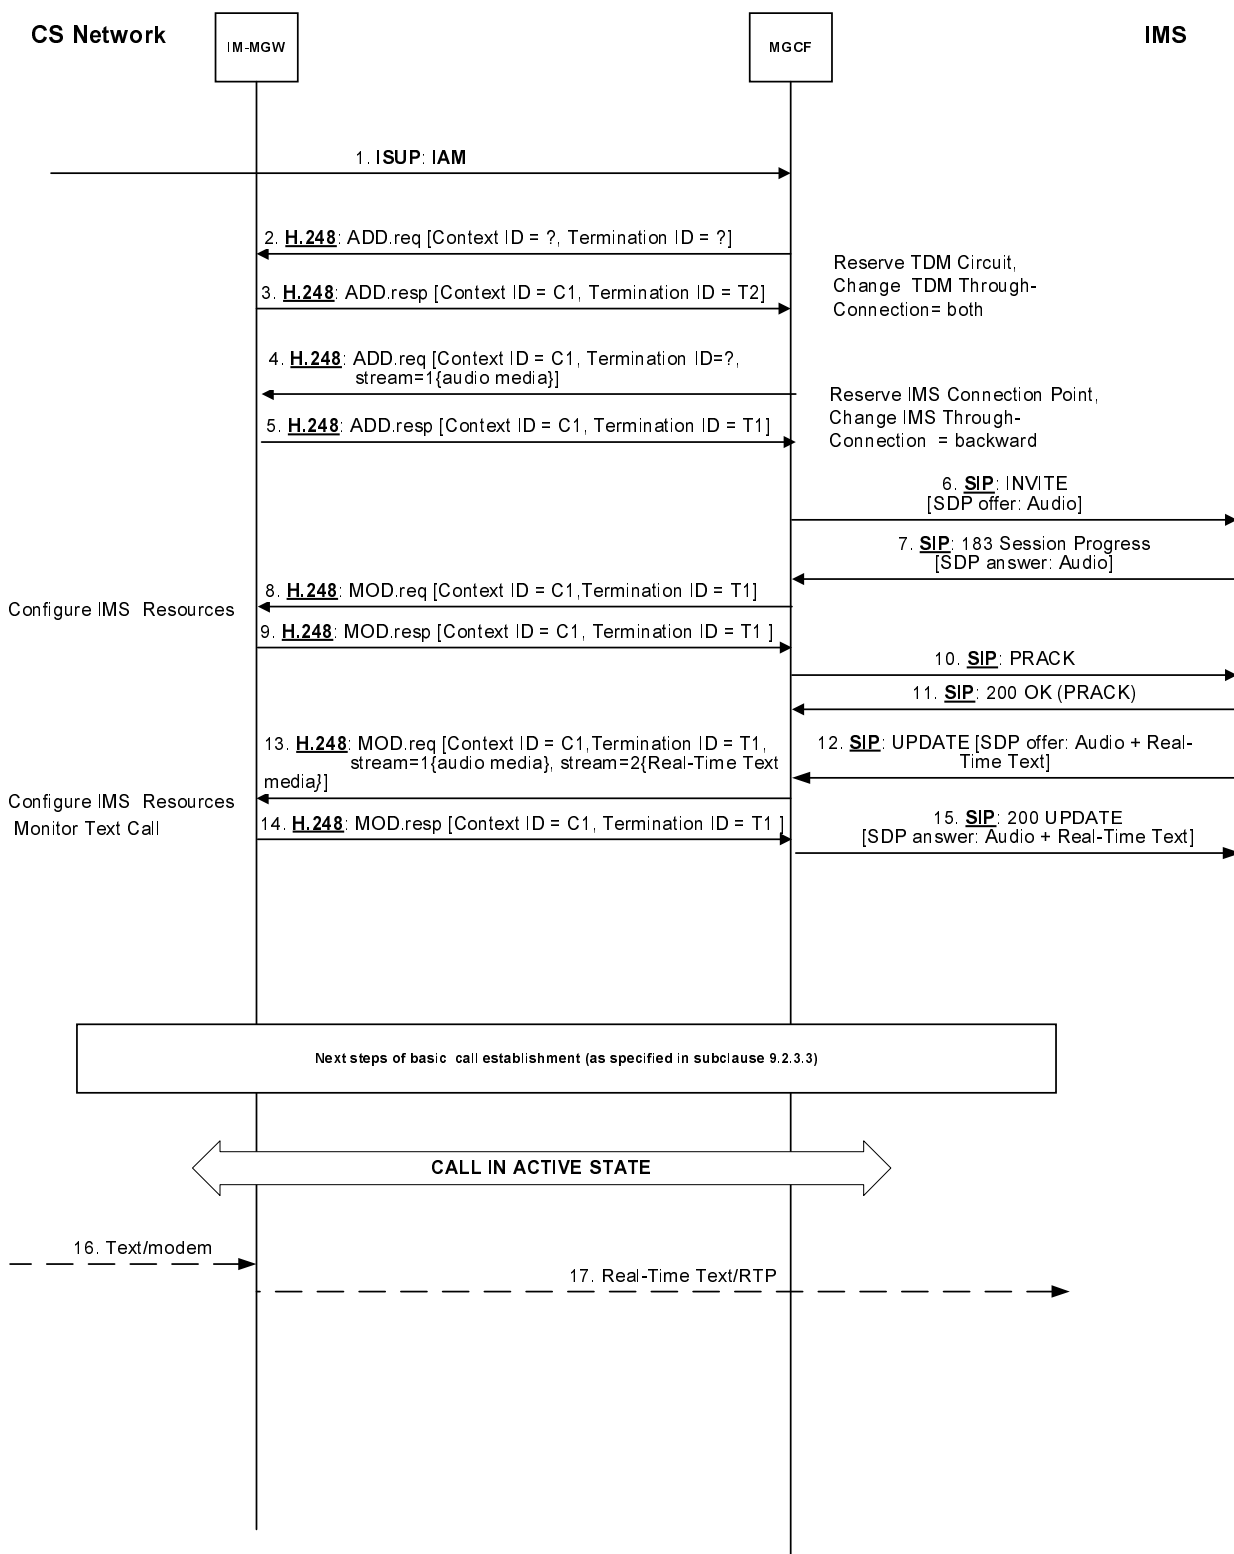 CS Network
IM-MGW
MGCF
IMS
1. ISUP: IAM
2. H.248: ADD.req [Context ID = ?, Termination ID = ?]
Reserve TDM Circuit,
Change TDM Through-
Connection= both
3. H.248: ADD.resp [Context ID = C1, Termination ID = T2]
4. H.248: ADD.req [Context ID = C1, Termination ID=?,
stream=1{audio media}]
Reserve IMS Connection Point,
Change IMS Through-
Connection = backward
5. H.248: ADD.resp [Context ID = C1, Termination ID = T1]
6. SIP: INVITE
[SDP offer: Audio]
7. SIP: 183 Session Progress
[SDP answer: Audio]
8. H.248: MOD.req [Context ID = C1,Termination ID = T1]
Configure IMS Resources
9. H.248: MOD.resp [Context ID = C1, Termination ID = T1 ]
10. SIP: PRACK
11. SIP: 200 OK (PRACK)
12. SIP: UPDATE [SDP offer: Audio + Real-
Time Text]
13. H.248: MOD.req [Context ID = C1,Termination ID = T1,
stream=1{audio media}, stream=2{Real-Time Text
media}]
Configure IMS Resources
Monitor Text Call
14. H.248: MOD.resp [Context ID = C1, Termination ID = T1 ]
15. SIP: 200 UPDATE
[SDP answer: Audio + Real-Time Text]
Next steps of basic call establishment (as specified in subclause 9.2.3.3)
CALL IN ACTIVE STATE
16. Text/modem
17. Real-Time Text/RTP